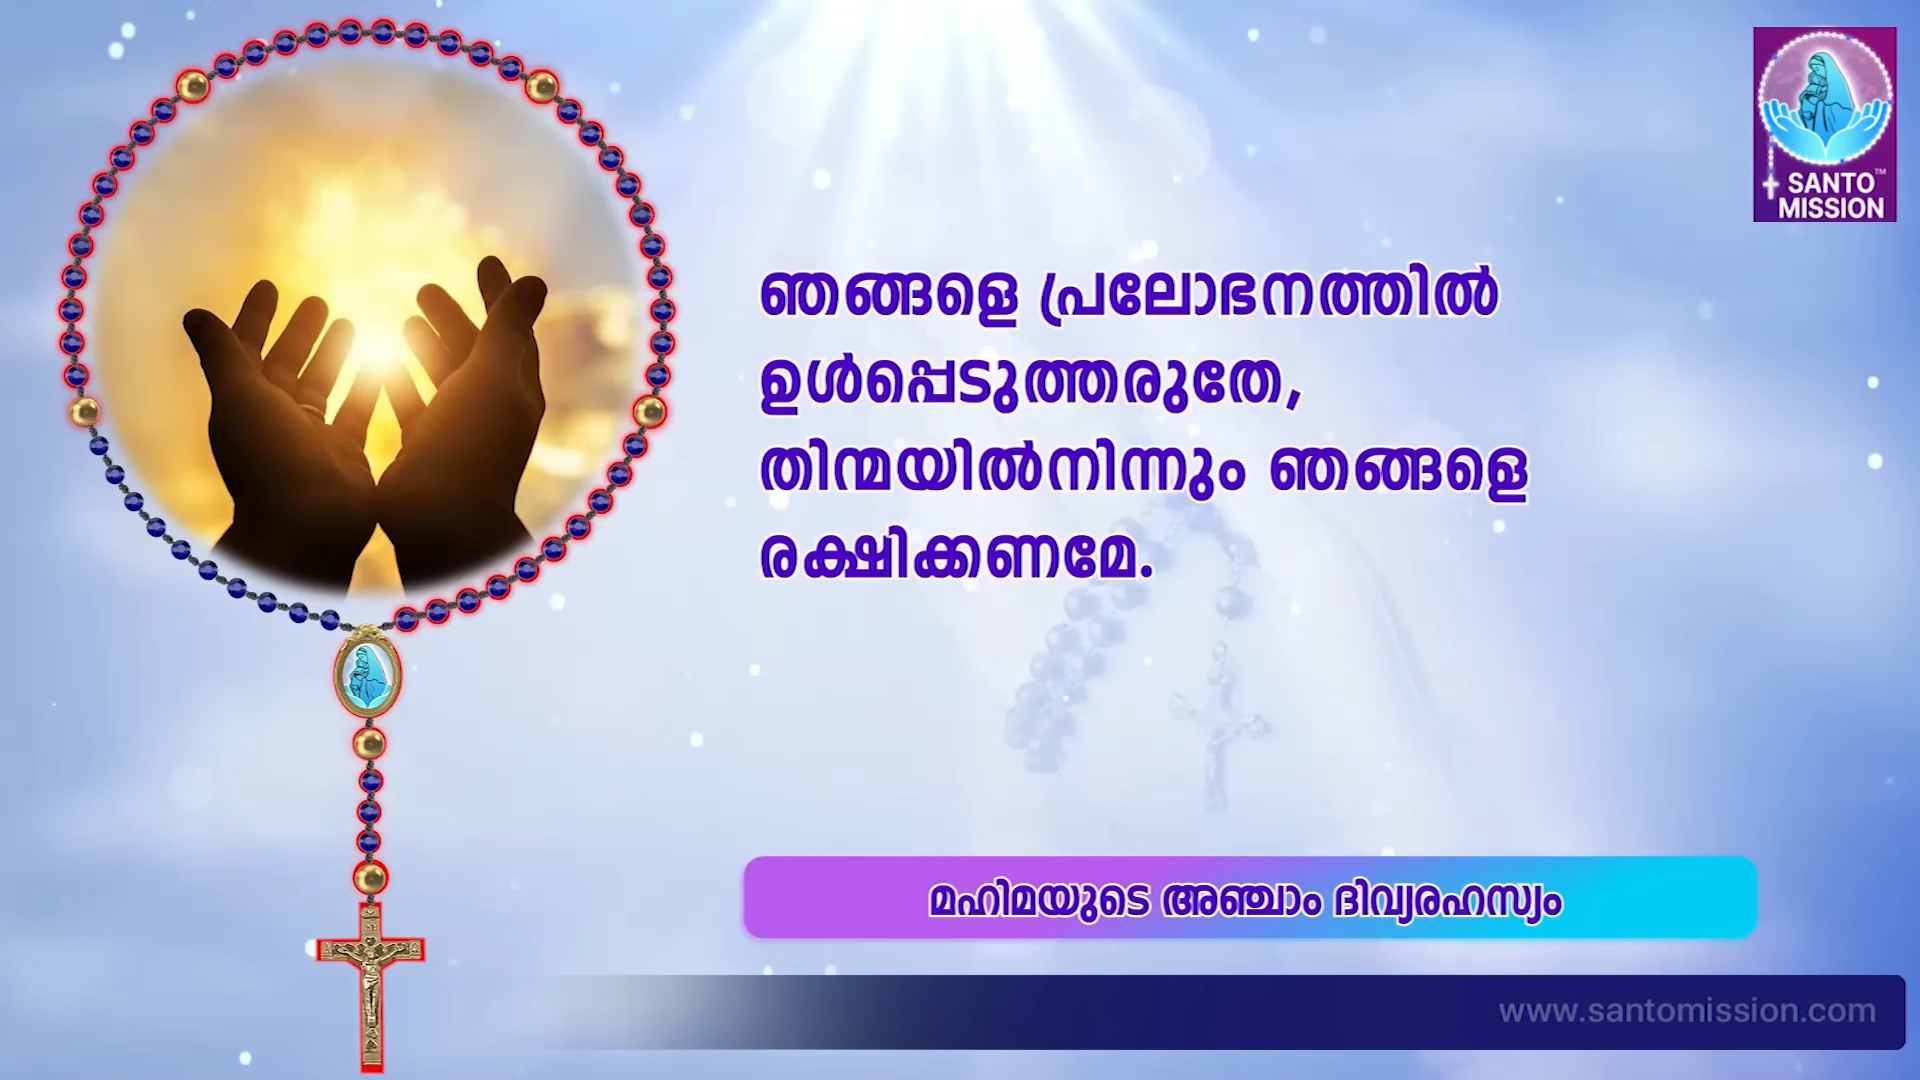 SANTO™
MISSION
ഞങ്ങളെ പ്രലോഭനത്തിൽ
ഉൾപ്പെടുത്തരുതേ,
തിന്മയിൽനിന്നും ഞങ്ങളെ
രക്ഷിക്കണമേ.
മഹിമയുടെ അഞ്ചാം ദിവ്യരഹസ്യം
www.santomission.com